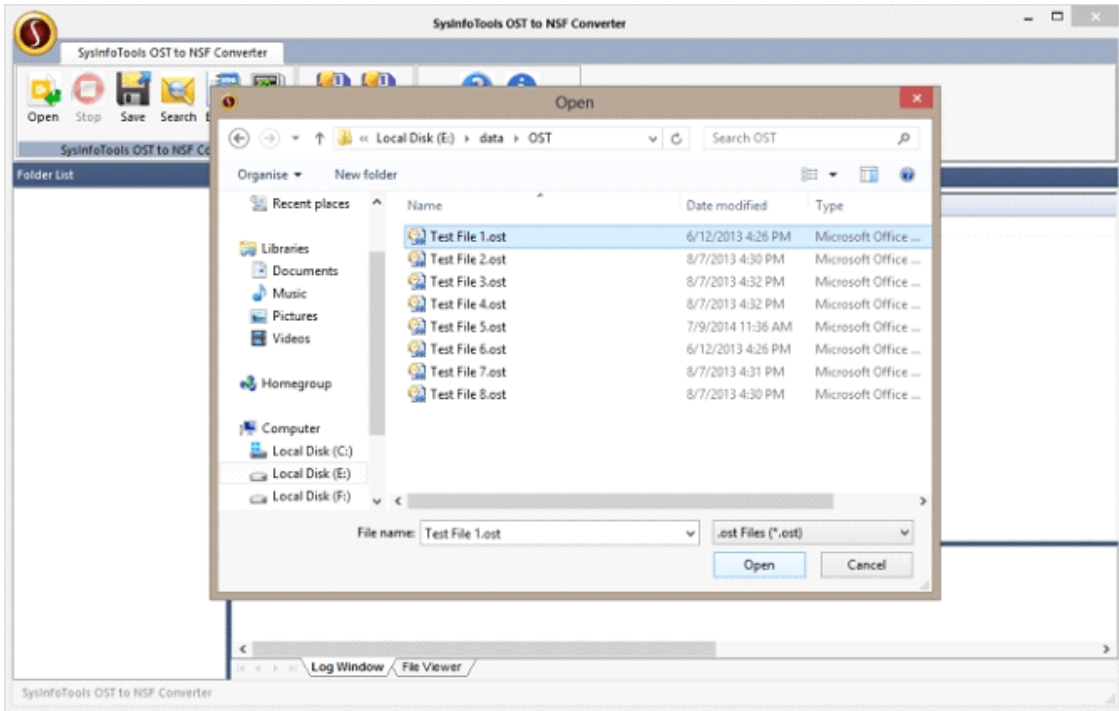 SysInfoTools OST to NSF Converter
SysInfoTools OST to NSF Converter
Open Stop Save Search
SysInfoTools OST to NSF Co
Open
« Local Disk (E:) data OST
Search OST
Organise New folder
Folder List
Recent places
Libraries
Documents
Music
Pictures
Videos
Homegroup
Computer
Local Disk (C:)
Local Disk (E:)
Local Disk (F:)
Name Date modified Type
Test File 1.ost 6/12/2013 4:26 PM Microsoft Office ...
Test File 2.ost 8/7/2013 4:30 PM Microsoft Office ...
Test File 3.ost 8/7/2013 4:32 PM Microsoft Office ...
Test File 4.ost 8/7/2013 4:32 PM Microsoft Office ...
Test File 5.ost 7/9/2014 11:36 AM Microsoft Office ...
Test File 6.ost 6/12/2013 4:26 PM Microsoft Office ...
Test File 7.ost 8/7/2013 4:31 PM Microsoft Office ...
Test File 8.ost 8/7/2013 4:30 PM Microsoft Office ...
File name: Test File 1.ost .ost Files (*.ost)
Open Cancel
Log Window File Viewer
SysInfoTools OST to NSF Converter